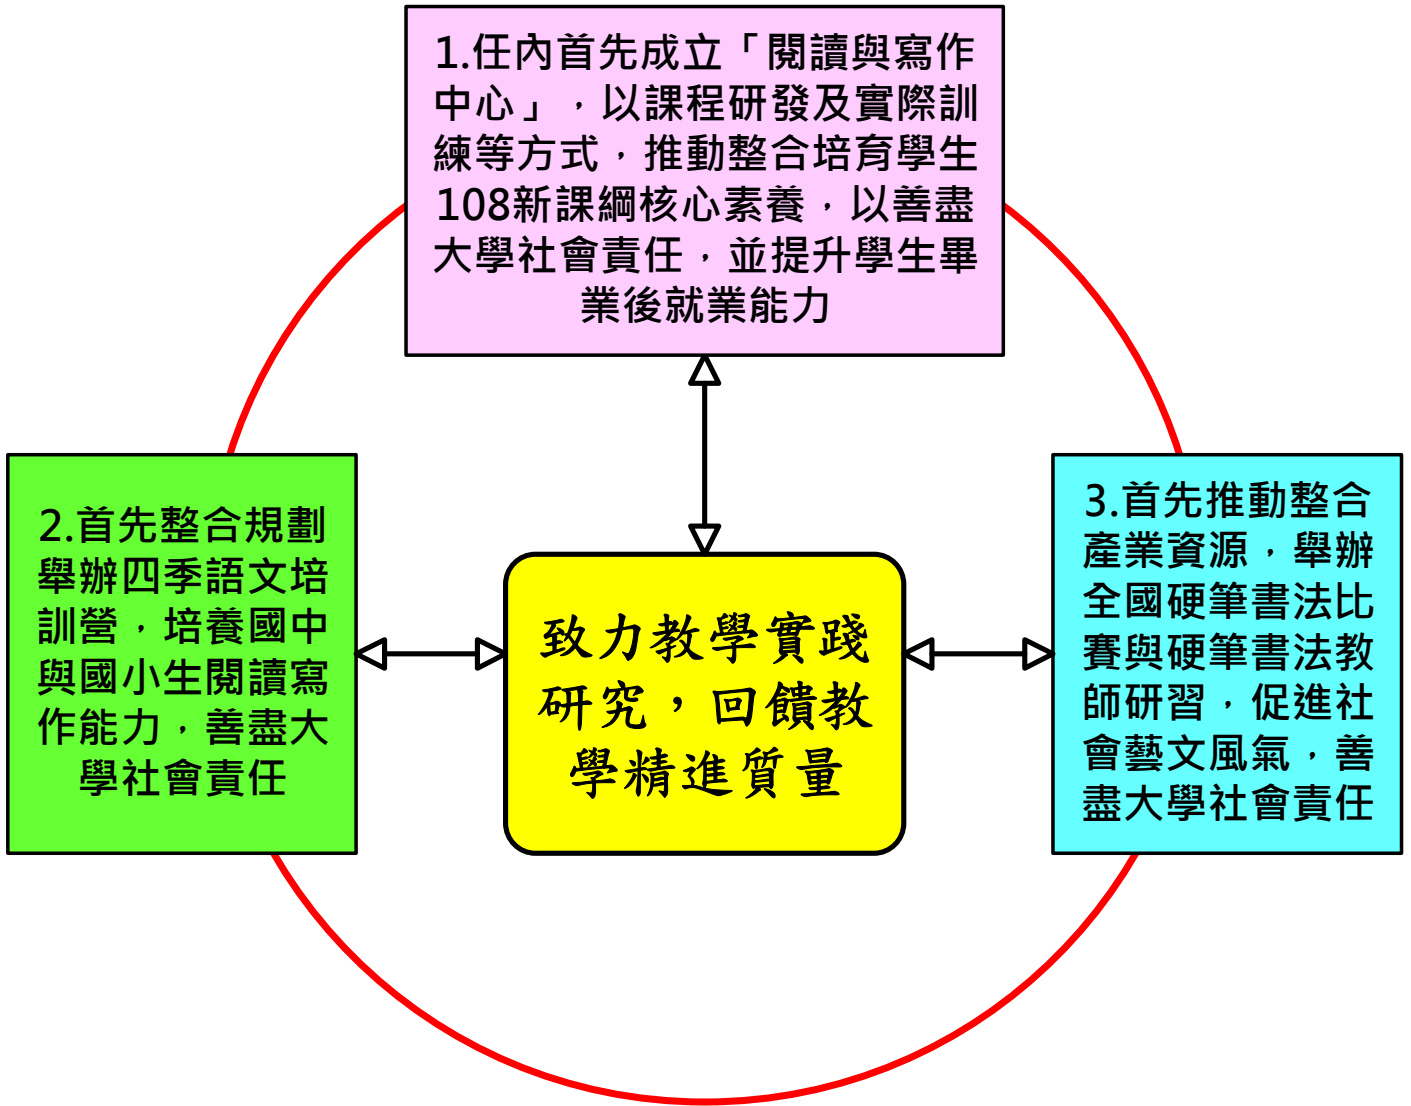 1.任內首先成立「閱讀與寫作
中心」，以課程研發及實際訓
練等方式，推動整合培育學生
108新課綱核心素養，以善盡
大學社會責任，並提升學生畢
業後就業能力
2.首先整合規劃
舉辦四季語文培
訓營，培養國中
與國小生閱讀寫
作能力，善盡大
學社會責任
致力教學實踐
研究，回饋教
學精進質量
3.首先推動整合
產業資源，舉辦
全國硬筆書法比
賽與硬筆書法教
師研習，促進社
會藝文風氣，善
盡大學社會責任